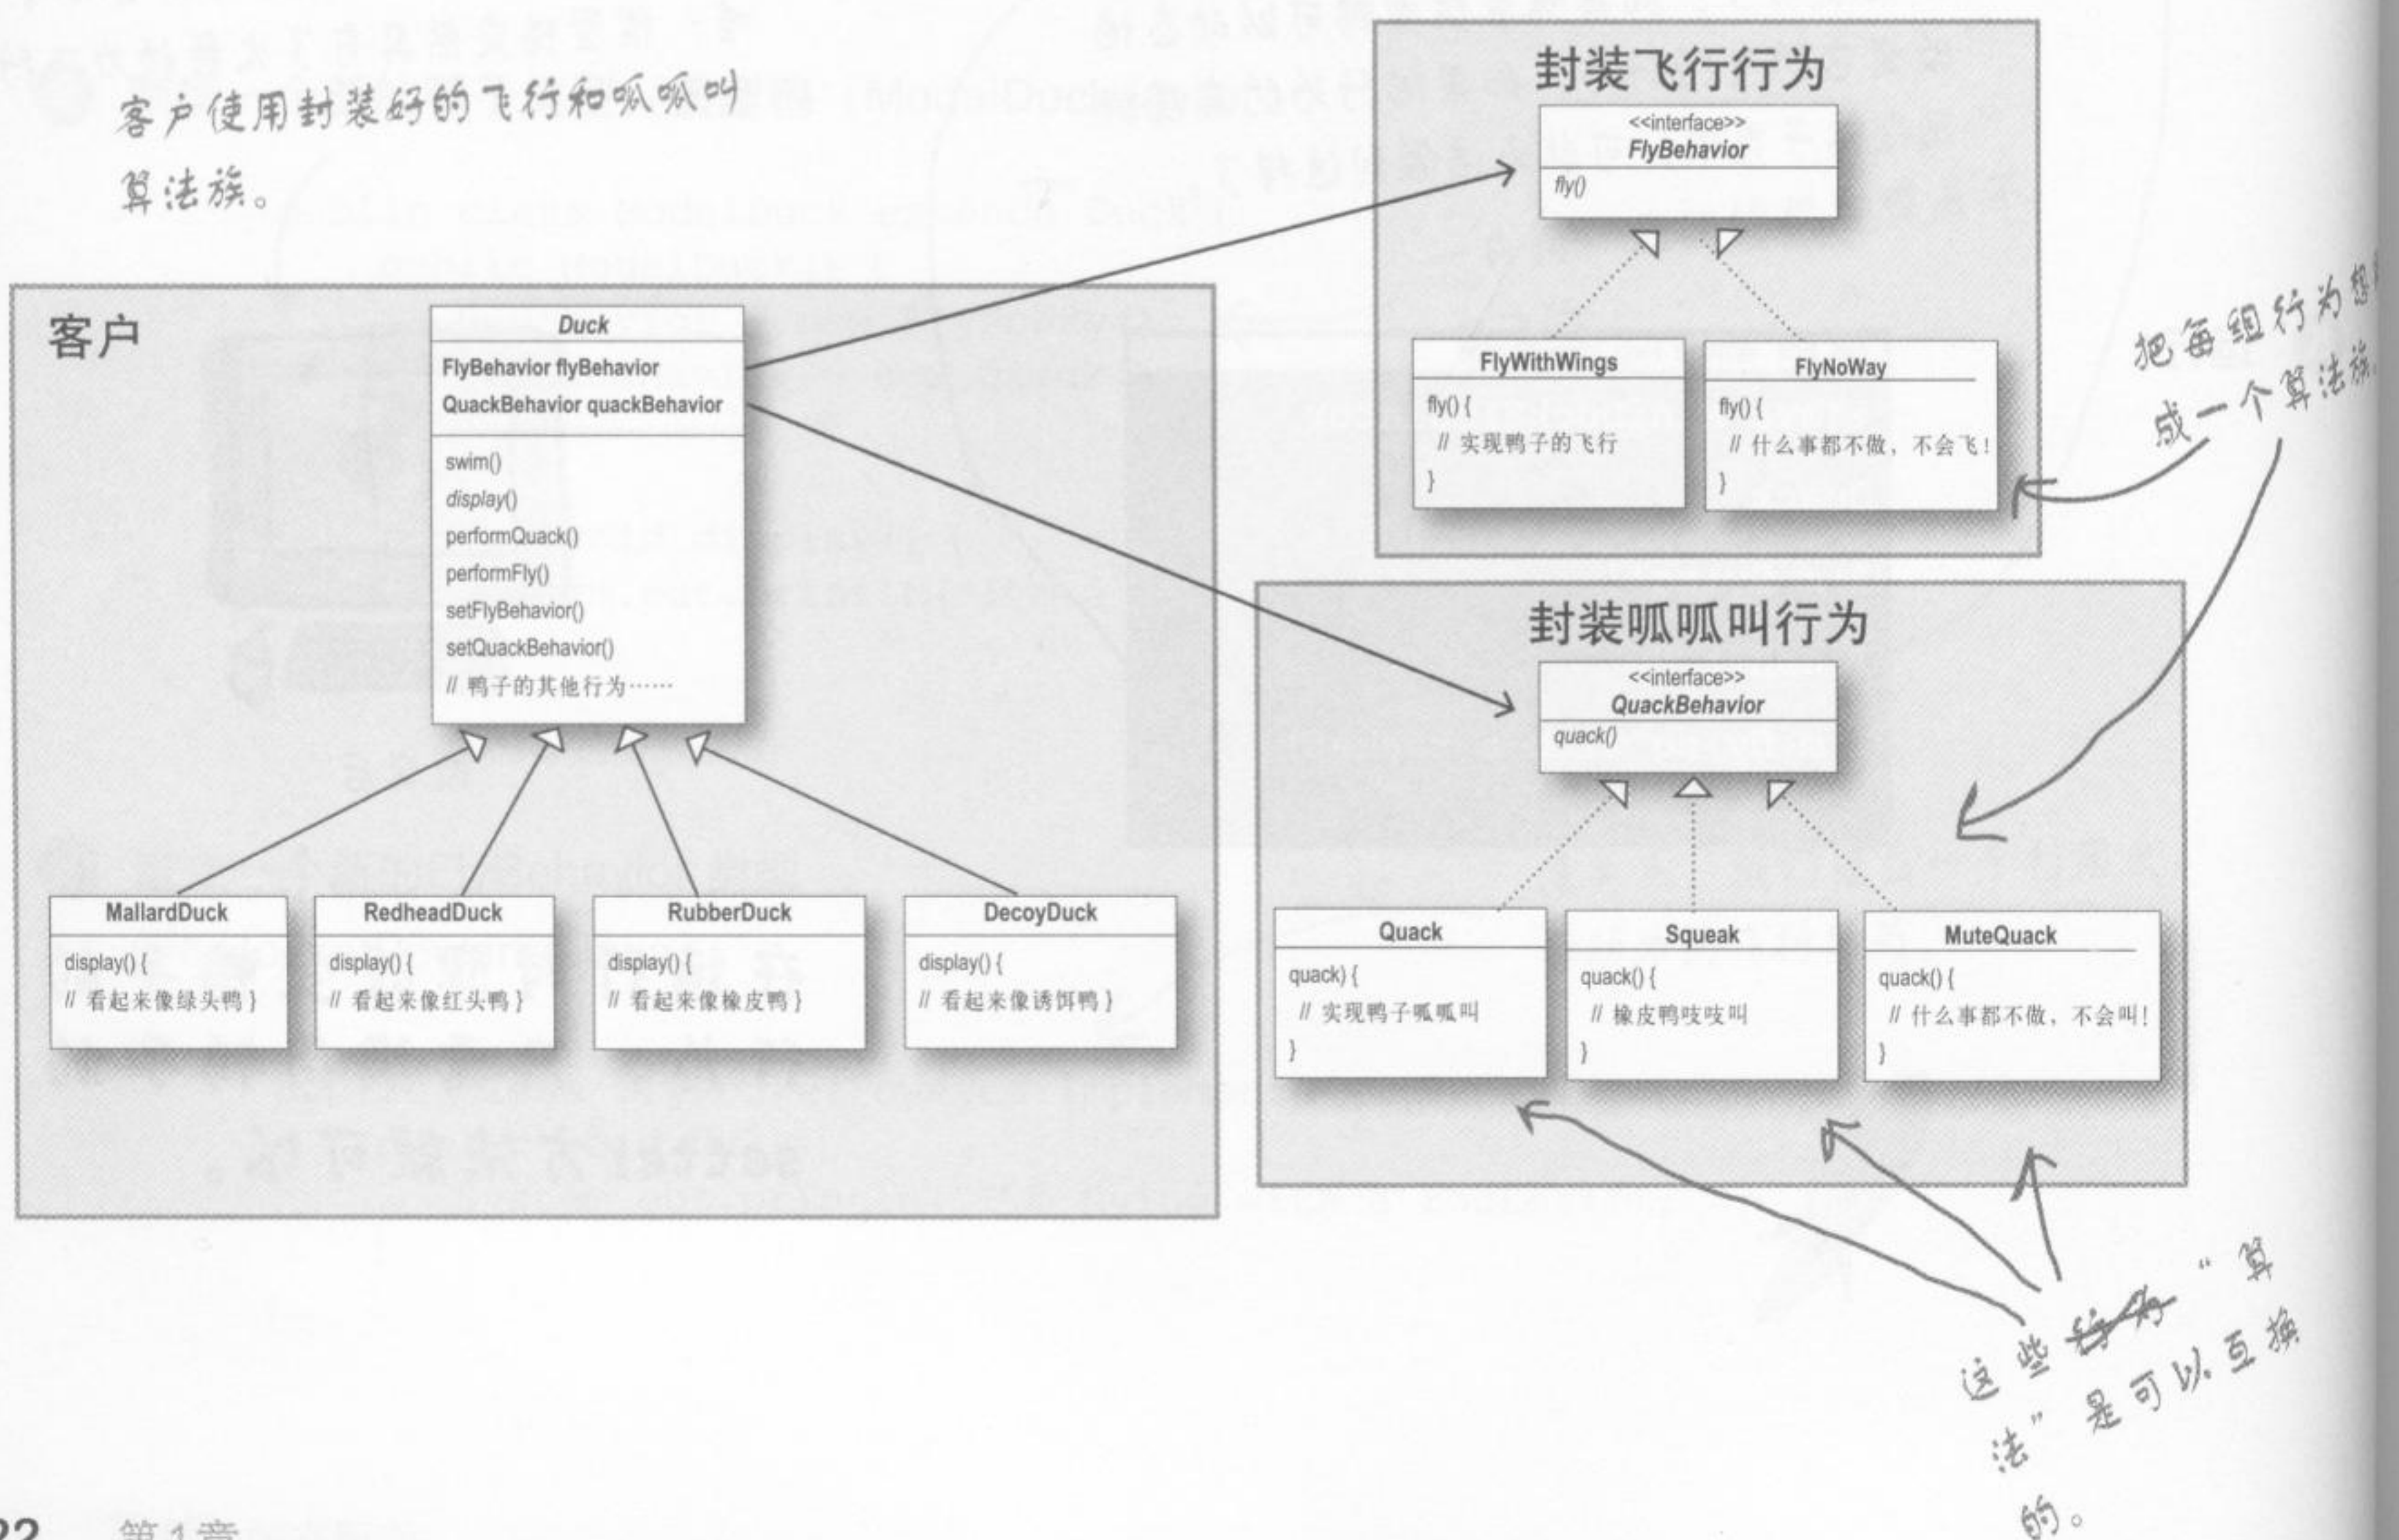 客户使用封装好的飞行和呱呱叫
算法族。
客户
Duck
FlyBehavior flyBehavior
QuackBehavior quackBehavior
swim()
display()
performQuack()
performFly()
setFlyBehavior()
setQuackBehavior()
// 鸭子的其他行为……
MallardDuck
display() {
// 看起来像绿头鸭 }
RedheadDuck
display() {
// 看起来像红头鸭 }
RubberDuck
display() {
// 看起来像橡皮鸭 }
DecoyDuck
display() {
// 看起来像诱饵鸭 }
封装飞行行为
<<interface>>
FlyBehavior
fly()
FlyWithWings
fly() {
// 实现鸭子的飞行
}
FlyNoWay
fly() {
// 什么事都不做，不会飞！
}
把每组行为想
成一个算法族。
封装呱呱叫行为
<<interface>>
QuackBehavior
quack()
Quack
quack) {
// 实现鸭子呱呱叫
}
Squeak
quack() {
// 橡皮鸭吱吱叫
}
MuteQuack
quack() {
// 什么事都不做，不会叫！
}
这些行为“算
法”是可以互换
的。
22 第1章